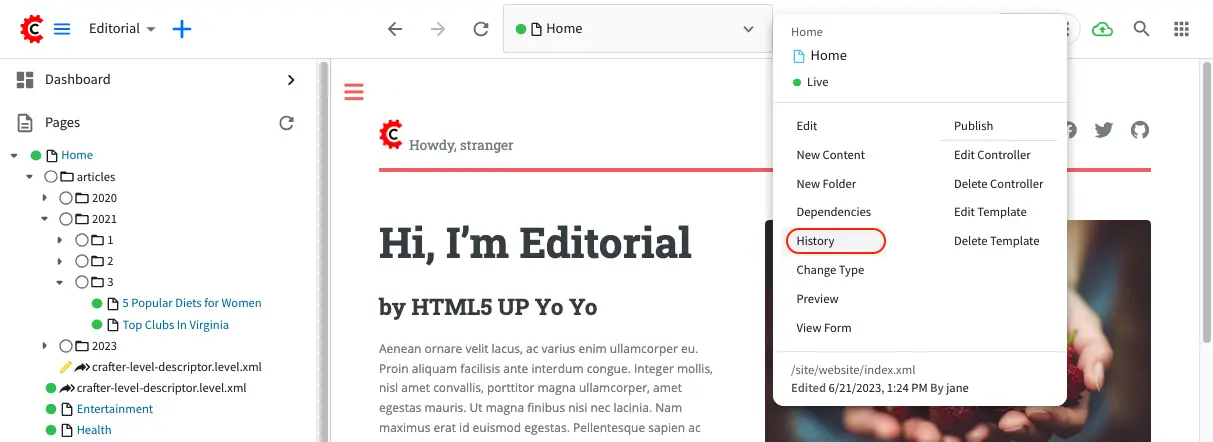 Editorial
Home
Dashboard
Pages
Home
articles
2020
2021
1
2
3
5 Popular Diets for Women
Top Clubs In Virginia
2023
crafter-level-descriptor.level.xml
crafter-level-descriptor.level.xml
Entertainment
Health
C
Howdy, stranger
Hi, I’m Editorial
by HTML5 UP Yo Yo
Aenean ornare velit lacus, ac varius enim ullamcorper eu.
Proin aliquam facilisis ante interdum congue. Integer mollis,
nisl amet convallis, porttitor magna ullamcorper, amet
egestas mauris. Ut magna finibus nisi nec lacinia. Nam
maximus erat id euismod egestas. Pellentesque sapien ac
Home
Home
Live
Edit
New Content
New Folder
Dependencies
History
Change Type
Preview
View Form
Publish
Edit Controller
Delete Controller
Edit Template
Delete Template
/site/website/index.xml
Edited 6/21/2023, 1:24 PM By jane